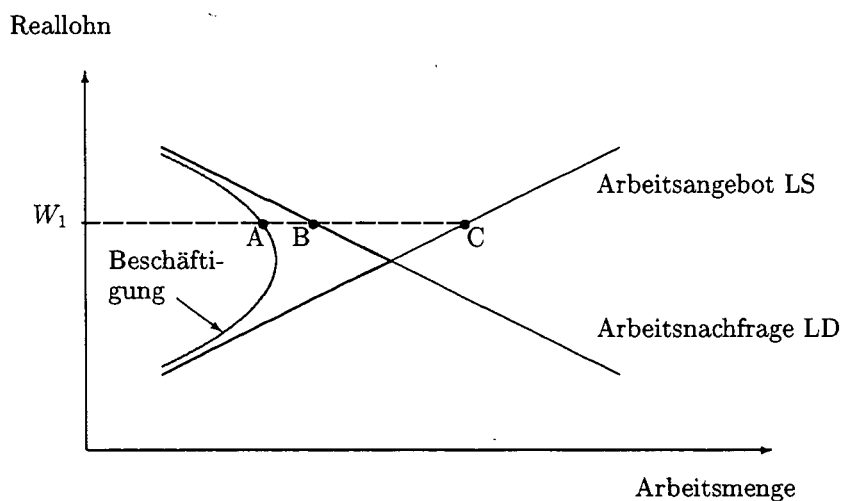 Reallohn
Arbeitsangebot LS
W₁
A
B
C
Beschäfti-
gung
Arbeitsnachfrage LD
Arbeitsmenge